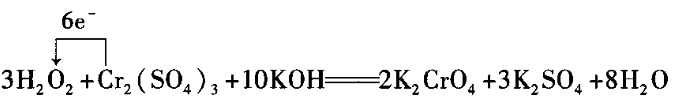 6e⁻
3H₂O₂ + Cr₂(SO₄)₃ + 10KOH══2K₂CrO₄ + 3K₂SO₄ + 8H₂O